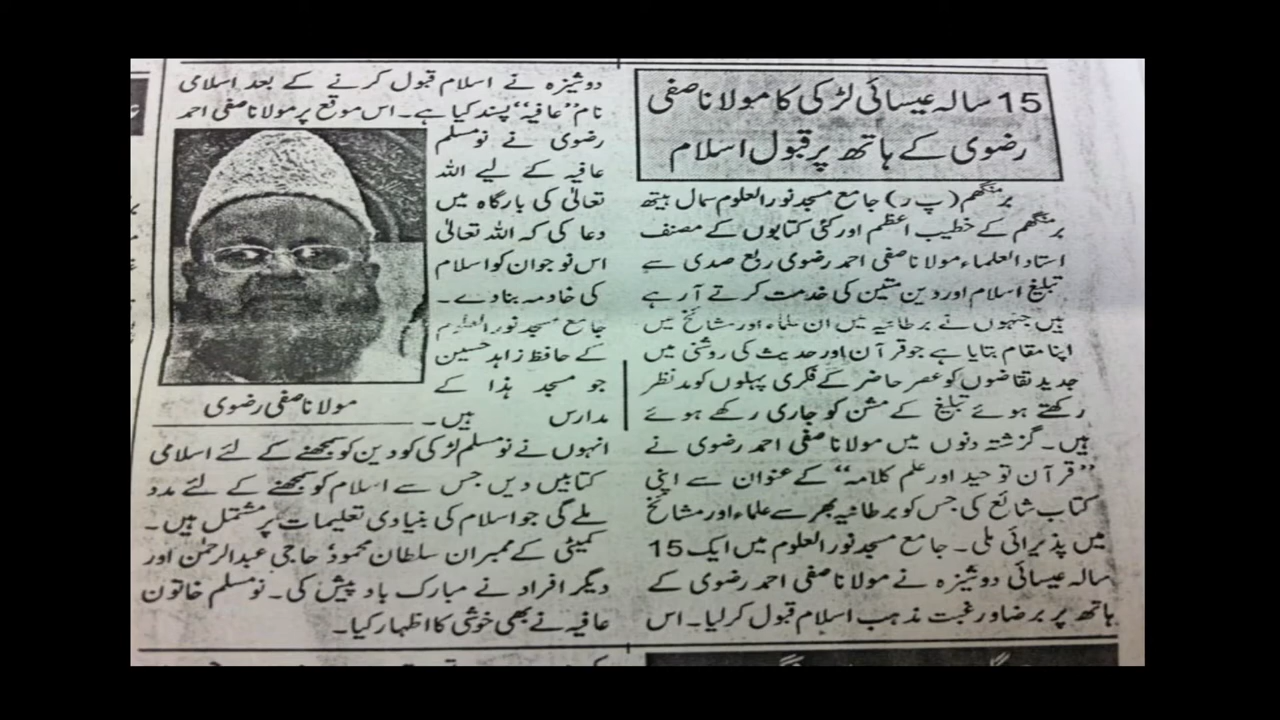 15 سالہ عیسائی لڑکی کا مولانا صفی
رضوی کے ہاتھ پر قبول اسلام
برمنگھم (پ ر) جامع مسجد نور العلوم سمال ہیتھ
برمنگھم کے خطیب اعظم اور کئی کتابوں کے مصنف
استاد العلماء مولانا صفی احمد رضوی ربع صدی سے
تبلیغ اسلام اور دین متین کی خدمت کرتے آ رہے
ہیں جنہوں نے برطانیہ میں ان علماء اور مشائخ میں
اپنا مقام بنایا ہے جو قرآن اور حدیث کی روشنی میں
جدید تقاضوں کو عصر حاضر کے فکری پہلوں کو مدنظر
رکھتے ہوئے تبلیغ کے مشن کو جاری رکھے ہوئے
ہیں۔ گزشتہ دنوں میں مولانا صفی احمد رضوی نے
”قرآن توحید اور علم کلامہ“ کے عنوان سے اپنی
کتاب شائع کی جس کو برطانیہ بھر سے علماء اور مشائخ
میں پذیرائی ملی۔ جامع مسجد نور العلوم میں ایک 15
سالہ عیسائی دوشیزہ نے مولانا صفی احمد رضوی کے
ہاتھ پر برضا ورغبت مذہب اسلام قبول کرلیا۔ اس
دوشیزہ نے اسلام قبول کرنے کے بعد اسلامی
نام ”عافیہ“ پسند کیا ہے۔ اس موقع پر مولانا صفی احمد
رضوی نے نومسلم
عافیہ کے لیے اللہ
تعالیٰ کی بارگاہ میں
دعا کی کہ اللہ تعالیٰ
اس نوجوان کو اسلام
کی خادمہ بنادے۔
جامع مسجد نور العلوم
کے حافظ زاہد حسین
جو مسجد ہذا کے
مدارس ہیں۔
مولانا صفی رضوی
انہوں نے نومسلم لڑکی کو دین کو سمجھنے کے لئے اسلامی
کتابیں دیں جس سے اسلام کو سمجھنے کے لئے مدد
ملے گی جو اسلام کی بنیادی تعلیمات پر مشتمل ہیں۔
کمیٹی کے ممبران سلطان محمود حاجی عبدالرحمٰن اور
دیگر افراد نے مبارک باد پیش کی۔ نومسلم خاتون
عافیہ نے بھی خوشی کا اظہار کیا۔